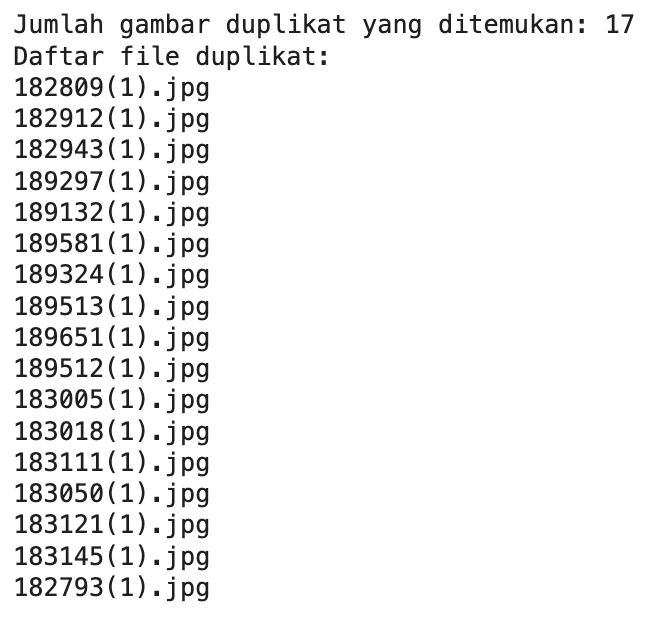 Jumlah gambar duplikat yang ditemukan: 17
Daftar file duplikat:
182809(1).jpg
182912(1).jpg
182943(1).jpg
189297(1).jpg
189132(1).jpg
189581(1).jpg
189324(1).jpg
189513(1).jpg
189651(1).jpg
189512(1).jpg
183005(1).jpg
183018(1).jpg
183111(1).jpg
183050(1).jpg
183121(1).jpg
183145(1).jpg
182793(1).jpg